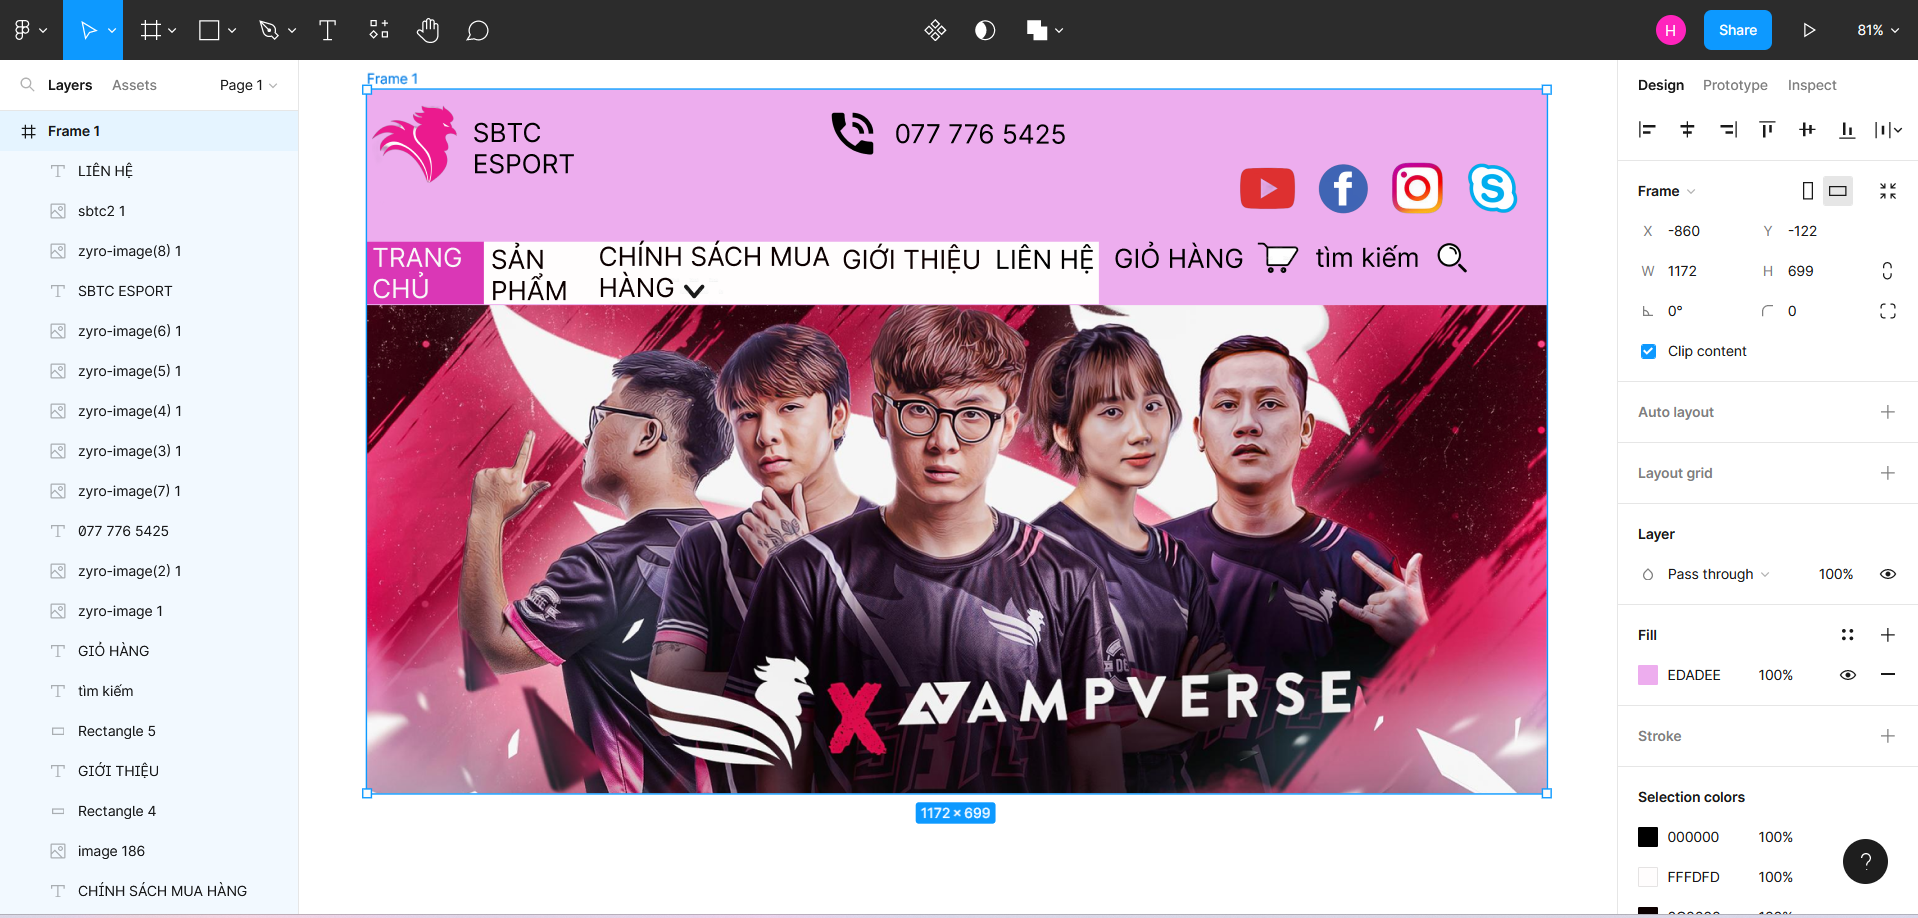 H
Share
81%
Layers
Assets
Page 1
Frame 1
LIÊN HỆ
sbtc2 1
zyro-image(8) 1
SBTC ESPORT
zyro-image(6) 1
zyro-image(5) 1
zyro-image(4) 1
zyro-image(3) 1
zyro-image(7) 1
077 776 5425
zyro-image(2) 1
zyro-image 1
GIỎ HÀNG
tìm kiếm
Rectangle 5
GIỚI THIỆU
Rectangle 4
image 186
CHÍNH SÁCH MUA HÀNG
Frame 1
SBTC
ESPORT
077 776 5425
TRANG
CHỦ
SẢN
PHẨM
CHÍNH SÁCH MUA
HÀNG
GIỚI THIỆU
LIÊN HỆ
GIỎ HÀNG
tìm kiếm
X AMPVERSE
1172 × 699
Design
Prototype
Inspect
Frame
X -860
Y -122
W 1172
H 699
0°
0
Clip content
Auto layout
Layout grid
Layer
Pass through
100%
Fill
EDADEE
100%
Stroke
Selection colors
000000
100%
FFFDFD
100%
?